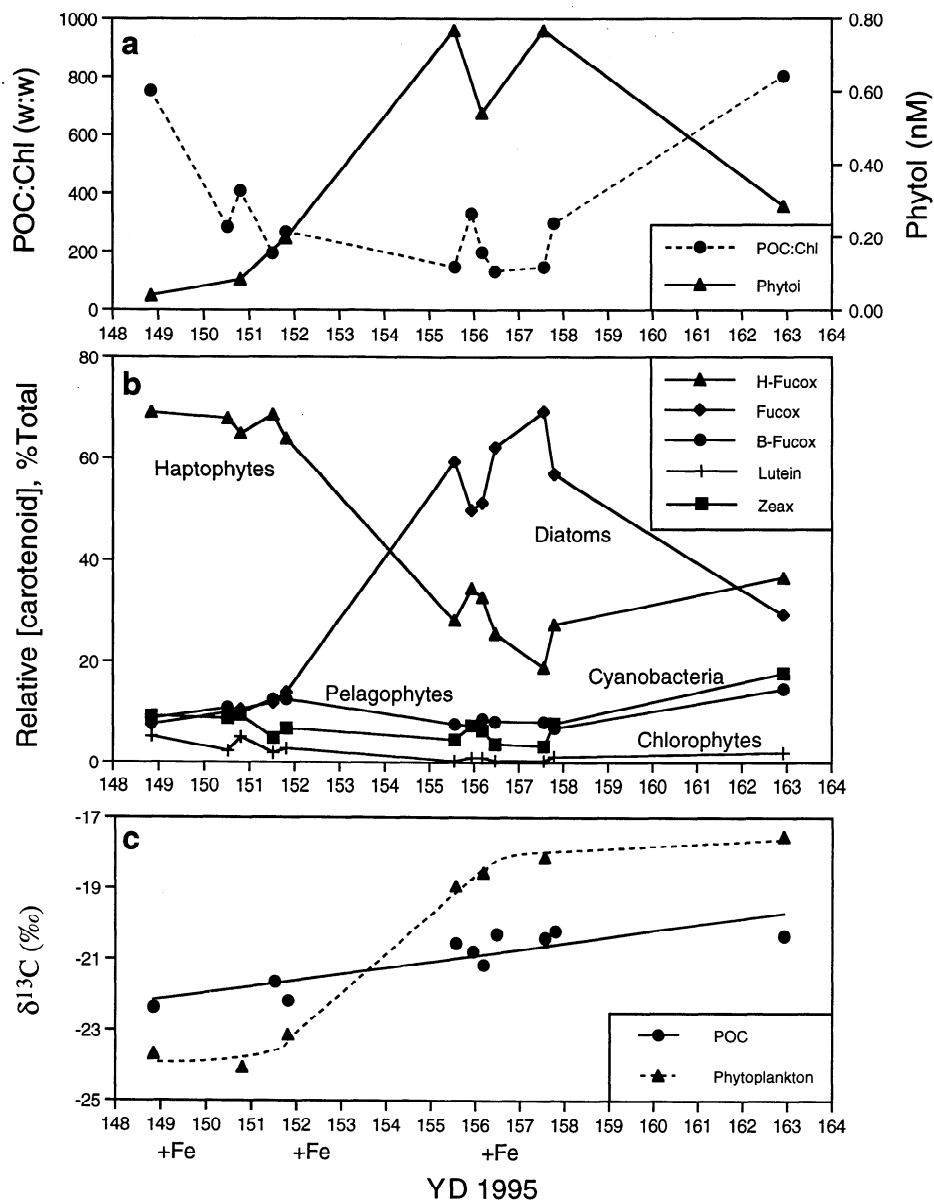 a
POC:Chl (w:w)
1000
800
600
400
200
0
0.80
0.60
0.40
0.20
0.00
Phytol (nM)
POC:Chl
Phytoi
148 149 150 151 152 153 154 155 156 157 158 159 160 161 162 163 164
b
Relative [carotenoid], %Total
80
60
40
20
0
H-Fucox
Fucox
B-Fucox
Lutein
Zeax
Haptophytes
Diatoms
Pelagophytes
Cyanobacteria
Chlorophytes
148 149 150 151 152 153 154 155 156 157 158 159 160 161 162 163 164
c
δ13C (‰)
-17
-19
-21
-23
-25
POC
Phytoplankton
148 149 150 151 152 153 154 155 156 157 158 159 160 161 162 163 164
+Fe +Fe +Fe
YD 1995